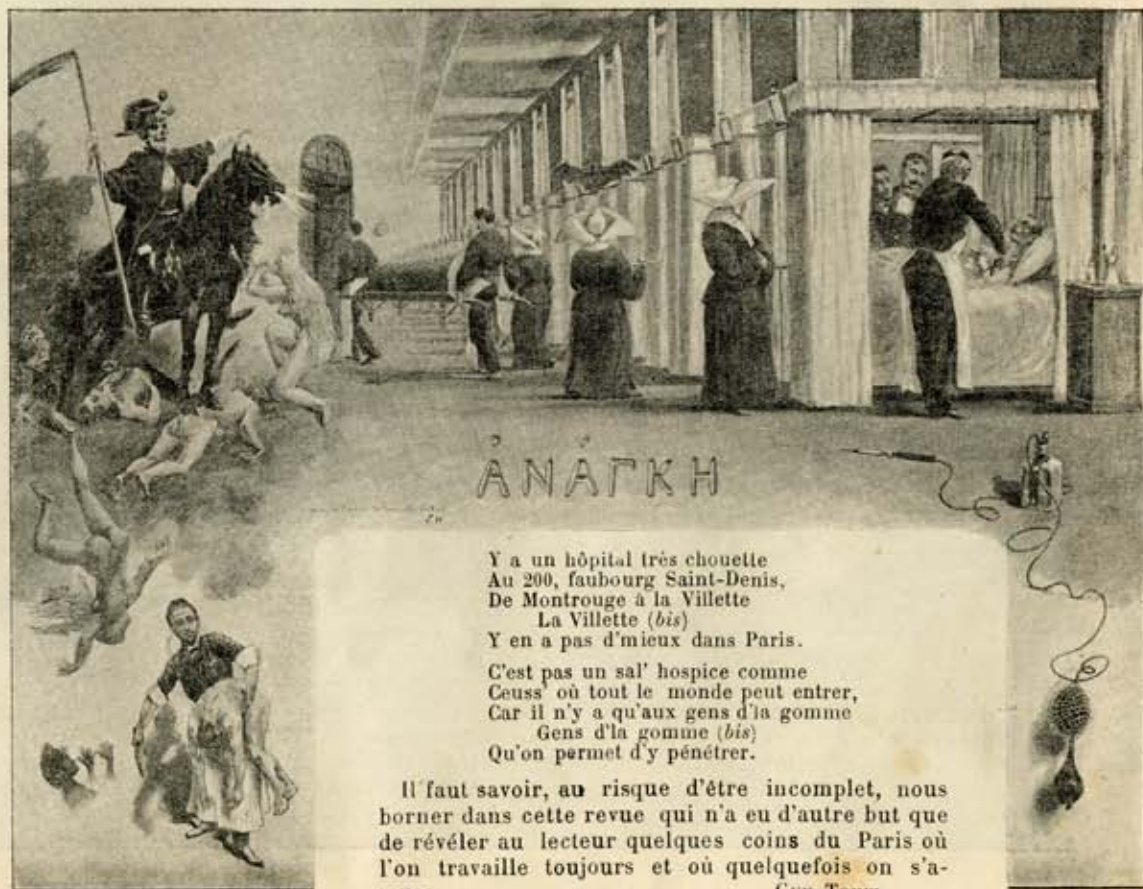 ἈΝΆΓΚΗ
Y a un hôpital très chouette
Au 200, faubourg Saint-Denis,
De Montrouge à la Villette
La Villette (bis)
Y en a pas d'mieux dans Paris.
C'est pas un sal' hospice comme
Ceuss' où tout le monde peut entrer,
Car il n'y a qu'aux gens d'la gomme
Gens d'la gomme (bis)
Qu'on permet d'y pénétrer.
Il faut savoir, au risque d'être incomplet, nous
borner dans cette revue qui n'a eu d'autre but que
de révéler au lecteur quelques coins du Paris où
l'on travaille toujours et où quelquefois on s'a-